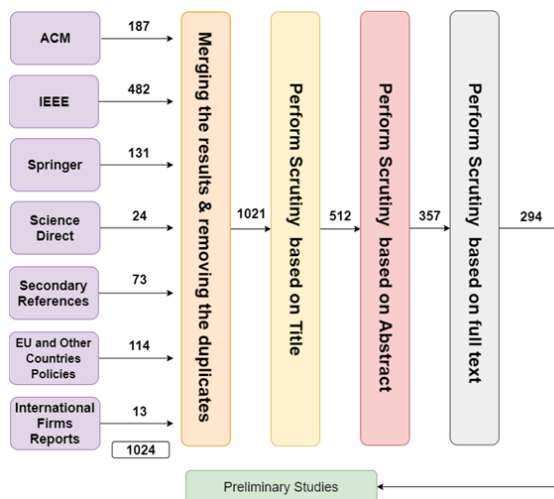 ACM
187
IEEE
482
Springer
131
Science
Direct
24
Secondary
References
73
EU and Other
Countries
Policies
114
International
Firms
Reports
13
1024
Merging the results & removing the duplicates
1021
Perform Scrutiny based on Title
512
Perform Scrutiny based on Abstract
357
Perform Scrutiny based on full text
294
Preliminary Studies